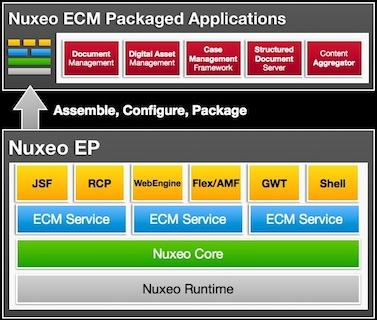 Nuxeo ECM Packaged Applications
Document Management
Digital Asset Management
Case Management Framework
Structured Document Server
Content Aggregator
Assemble, Configure, Package
Nuxeo EP
JSF RCP WebEngine Flex/AMF GWT Shell
ECM Service ECM Service ECM Service
Nuxeo Core
Nuxeo Runtime